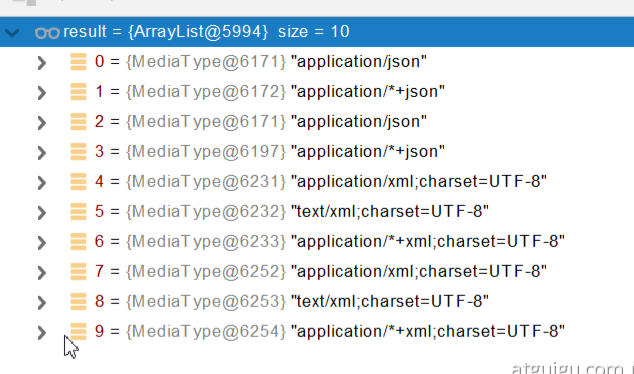 result = {ArrayList@5994} size = 10
0 = {MediaType@6171} "application/json"
1 = {MediaType@6172} "application/*+json"
2 = {MediaType@6171} "application/json"
3 = {MediaType@6197} "application/*+json"
4 = {MediaType@6231} "application/xml;charset=UTF-8"
5 = {MediaType@6232} "text/xml;charset=UTF-8"
6 = {MediaType@6233} "application/*+xml;charset=UTF-8"
7 = {MediaType@6252} "application/xml;charset=UTF-8"
8 = {MediaType@6253} "text/xml;charset=UTF-8"
9 = {MediaType@6254} "application/*+xml;charset=UTF-8"
atguigu.com